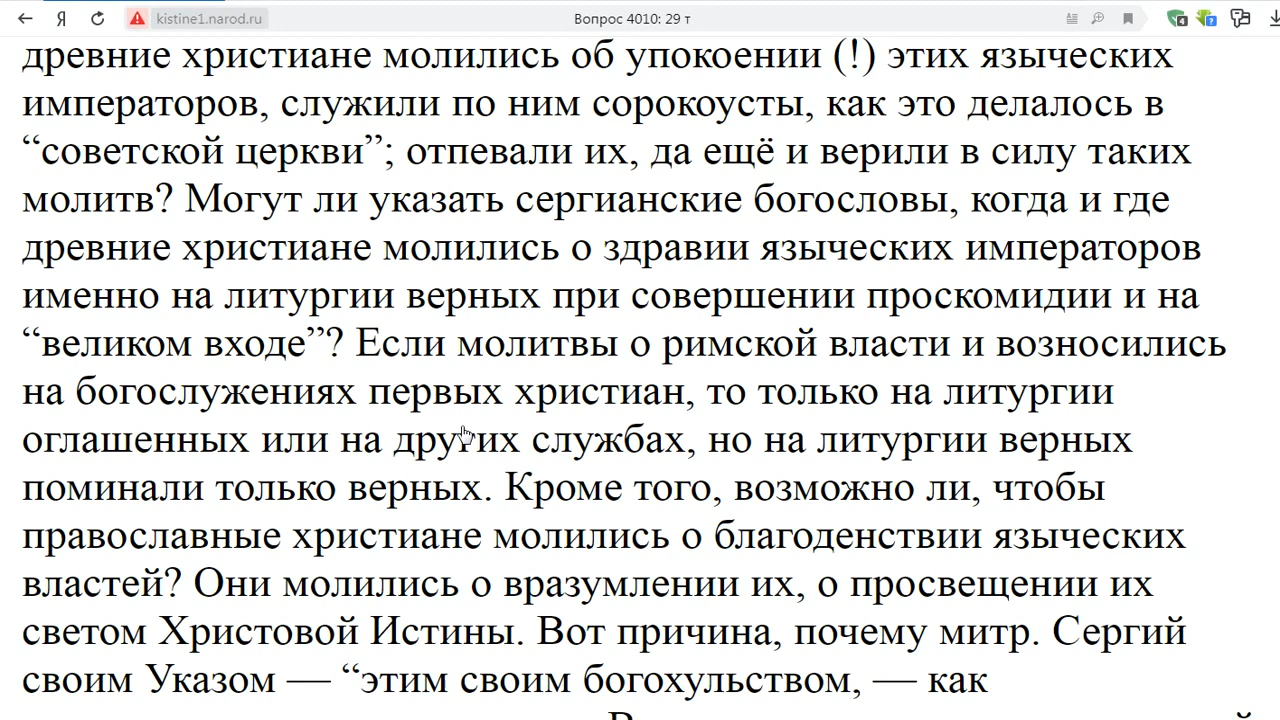 Я kistine1.narod.ru Вопрос 4010: 29 т 4 ?
древние христиане молились об упокоении (!) этих языческих
императоров, служили по ним сорокоусты, как это делалось в
“советской церкви”; отпевали их, да ещё и верили в силу таких
молитв? Могут ли указать сергианские богословы, когда и где
древние христиане молились о здравии языческих императоров
именно на литургии верных при совершении проскомидии и на
“великом входе”? Если молитвы о римской власти и возносились
на богослужениях первых христиан, то только на литургии
оглашенных или на других службах, но на литургии верных
поминали только верных. Кроме того, возможно ли, чтобы
православные христиане молились о благоденствии языческих
властей? Они молились о вразумлении их, о просвещении их
светом Христовой Истины. Вот причина, почему митр. Сергий
своим Указом — “этим своим богохульством, — как